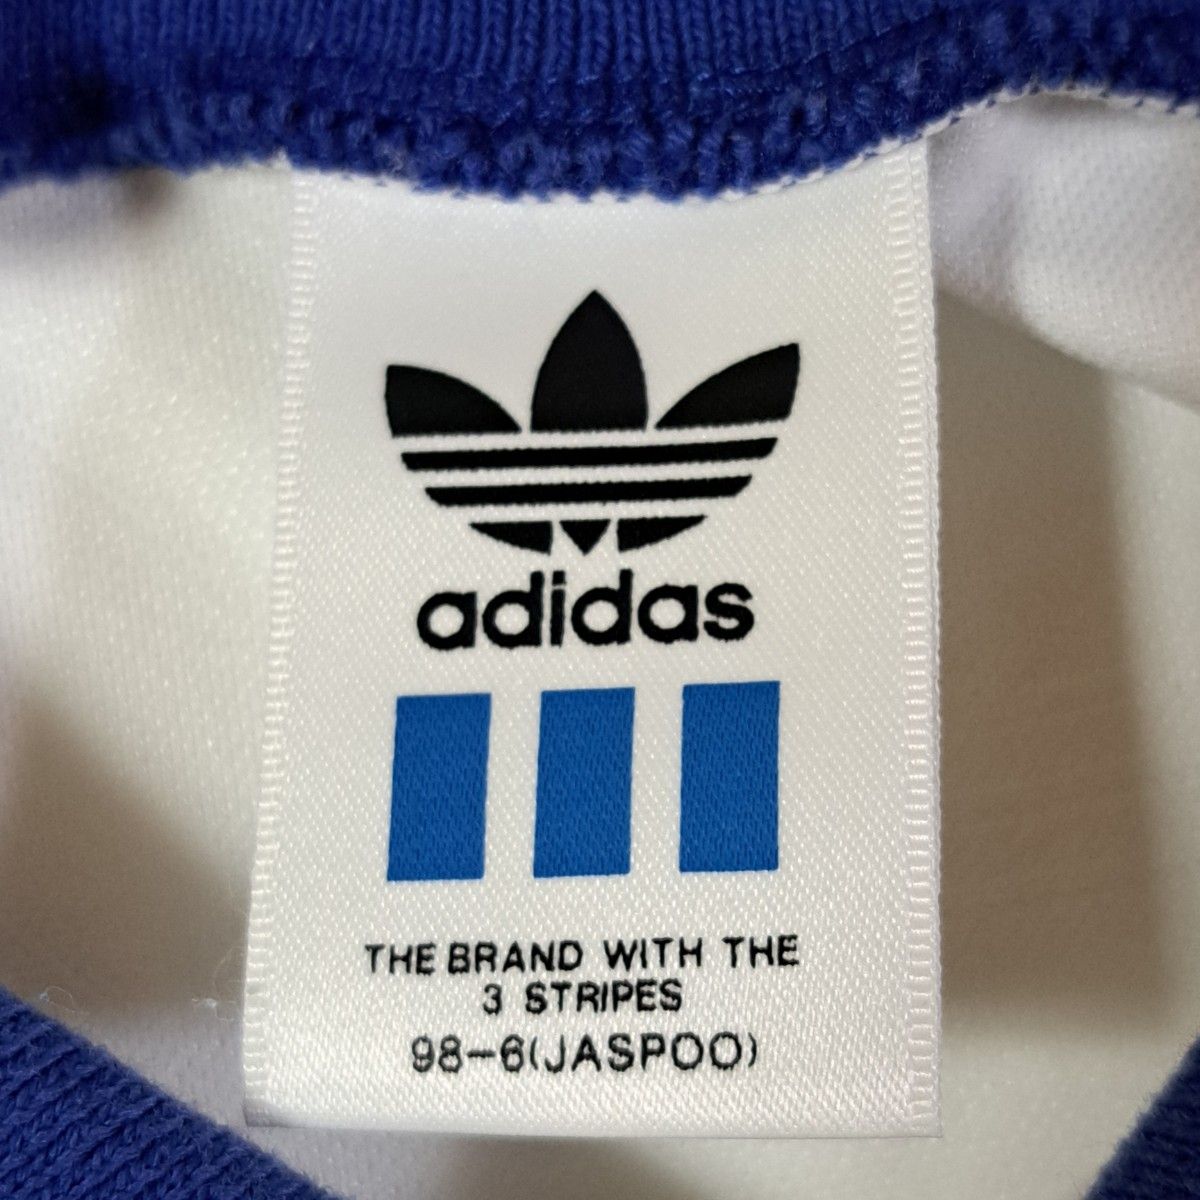 adidas
THE BRAND WITH THE
3 STRIPES
98-6(JASPOO)